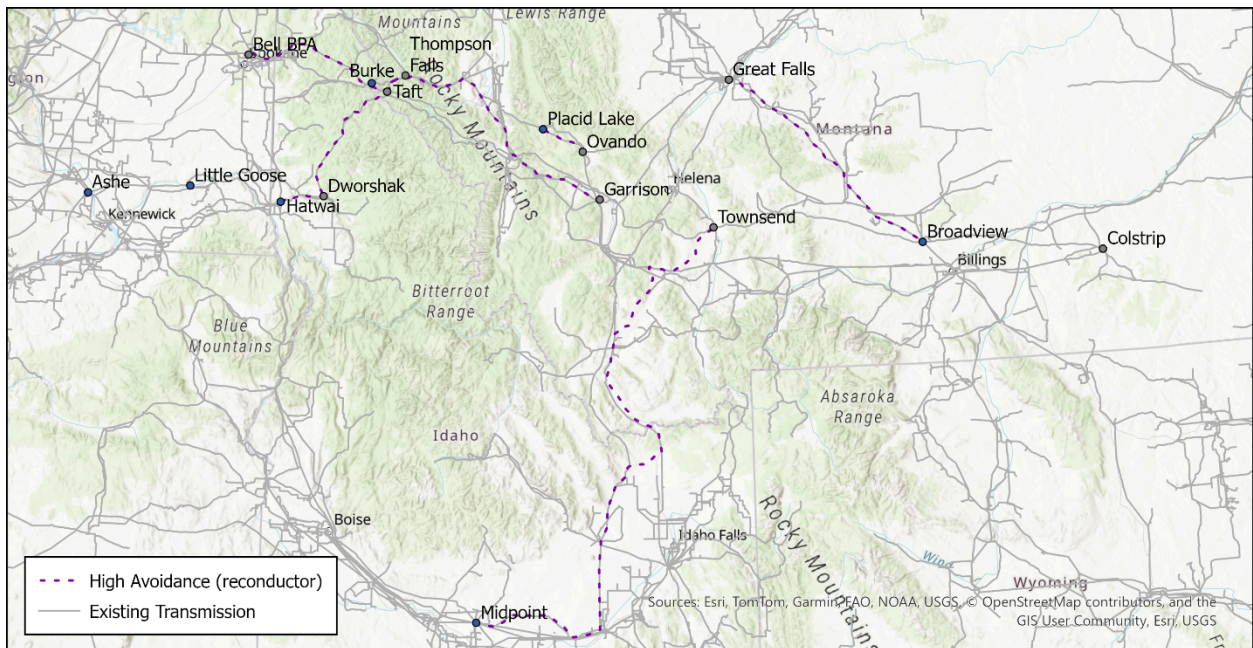 Mountains
Lewis Range
Bell BPA
Thompson
Falls
Burke
Taft
Great Falls
Rocky Mountains
Placid Lake
Ovando
Montana
Little Goose
Ashe
Dworshak
Hatwai
Kennewick
Garrison
Helena
Townsend
Broadview
Colstrip
Billings
Bitterroot
Range
Blue
Mountains
Absaroka
Range
Idaho
Boise
Idaho Falls
Rocky Mountains
Wind
Wyoming
High Avoidance (reconductor)
Existing Transmission
Midpoint
Sources: Esri, TomTom, Garmin, FAO, NOAA, USGS, © OpenStreetMap contributors, and the
GIS User Community, Esri, USGS